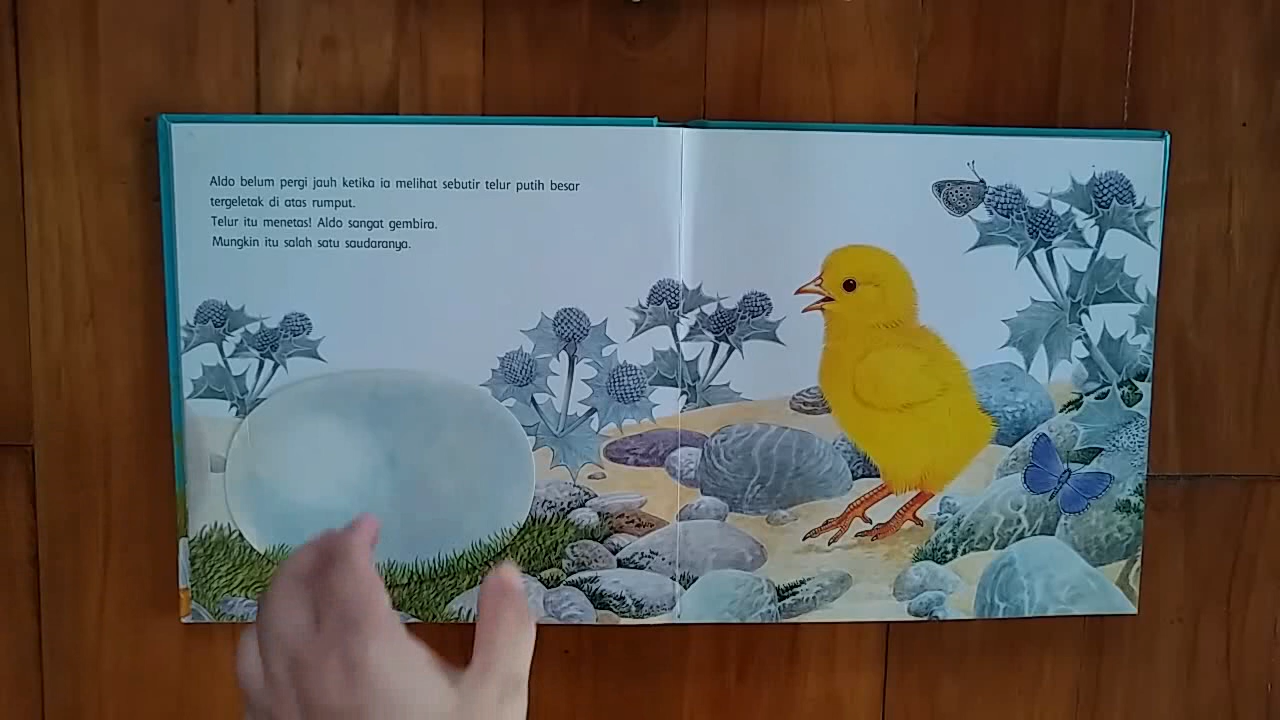 Aldo belum pergi jauh ketika ia melihat sebutir telur putih besar
tergeletak di atas rumput.
Telur itu menetas! Aldo sangat gembira.
Mungkin itu salah satu saudaranya.